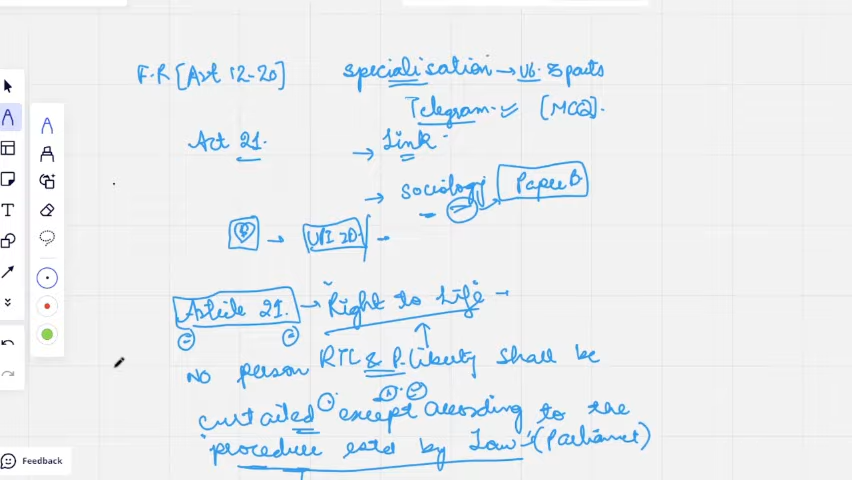 F.R [Art 12-20] specialisation → U6. 8 parts
Telegram. [MCQ].
Act 21. → Link
→ sociology Paper B
→ UPI 20
Article 21. → "Right to Life →
No person RTL & P. Liberty shall be
curtailed except according to the
procedure estd by Law" (Parliament)
T
Feedback